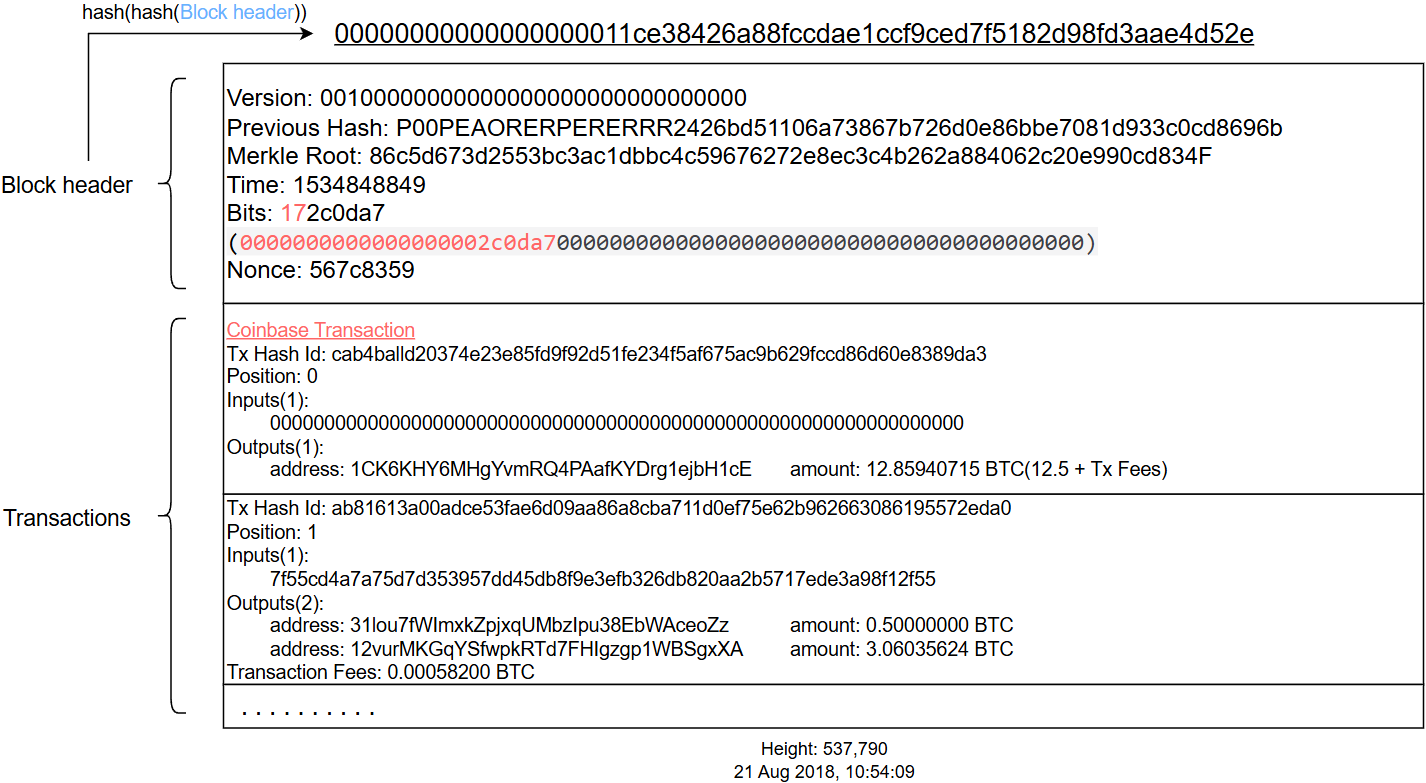 hash(hash(Block header))
00000000000000000011ce38426a88fccdae1ccf9ced7f5182d98fd3aae4d52e
Block header
Version: 00100000000000000000000000000000
Previous Hash: P00PEAORERPERERRR2426bd51106a73867b726d0e86bbe7081d933c0cd8696b
Merkle Root: 86c5d673d2553bc3ac1dbbc4c59676272e8ec3c4b262a884062c20e990cd834F
Time: 1534848849
Bits: 172c0da7
(0000000000000000002c0da70000000000000000000000000000000000000000)
Nonce: 567c8359
Transactions
Coinbase Transaction
Tx Hash Id: cab4balld20374e23e85fd9f92d51fe234f5af675ac9b629fccd86d60e8389da3
Position: 0
Inputs(1):
0000000000000000000000000000000000000000000000000000000000000000
Outputs(1):
address: 1CK6KHY6MHgYvmRQ4PAafKYDrg1ejbH1cE amount: 12.85940715 BTC(12.5 + Tx Fees)
Tx Hash Id: ab81613a00adce53fae6d09aa86a8cba711d0ef75e62b962663086195572eda0
Position: 1
Inputs(1):
7f55cd4a7a75d7d353957dd45db8f9e3efb326db820aa2b5717ede3a98f12f55
Outputs(2):
address: 31lou7fWImxkZpjxqUMbzIpu38EbWAceoZz amount: 0.50000000 BTC
address: 12vurMKGqYSfwpkRTd7FHIgzgp1WBSgxXA amount: 3.06035624 BTC
Transaction Fees: 0.00058200 BTC
. . . . . . . . . .
Height: 537,790
21 Aug 2018, 10:54:09